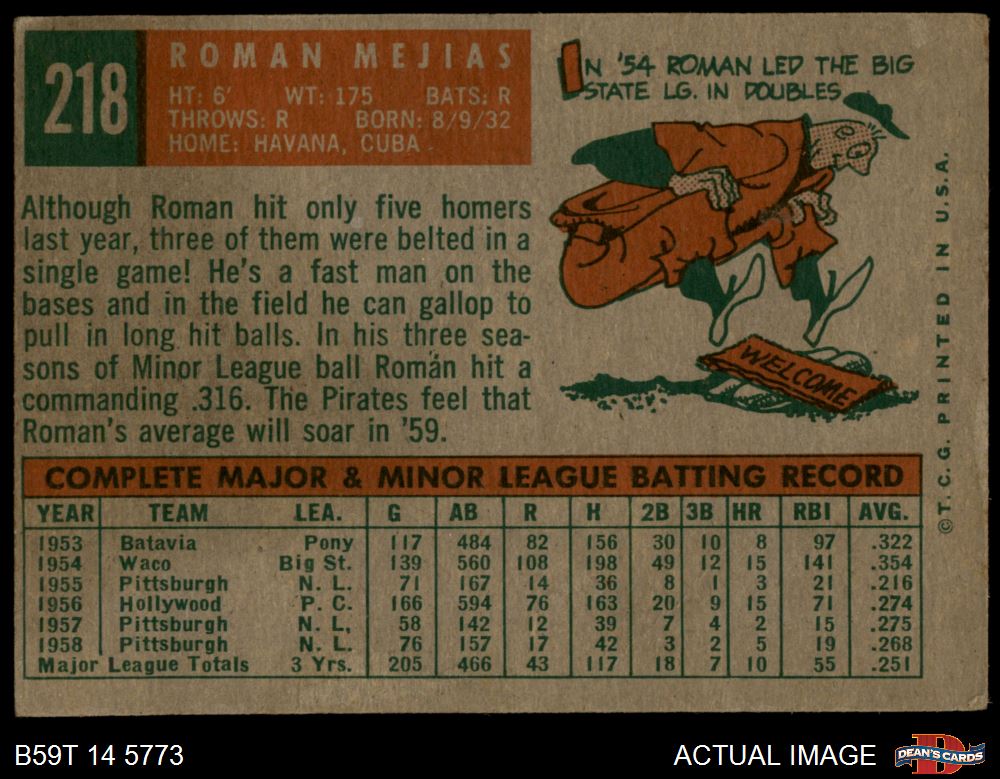 218
ROMAN MEJIAS
HT: 6' WT: 175 BATS: R
THROWS: R BORN: 8/9/32
HOME: HAVANA, CUBA
IN '54 ROMAN LED THE BIG
STATE LG. IN DOUBLES
WELCOME
Although Roman hit only five homers
last year, three of them were belted in a
single game! He's a fast man on the
bases and in the field he can gallop to
pull in long hit balls. In his three sea-
sons of Minor League ball Román hit a
commanding .316. The Pirates feel that
Roman's average will soar in '59.
COMPLETE MAJOR & MINOR LEAGUE BATTING RECORD
YEAR TEAM LEA. G AB R H 2B 3B HR RBI AVG.
1953 Batavia Pony 117 484 82 156 30 10 8 97 .322
1954 Waco Big St. 139 560 108 198 49 12 15 141 .354
1955 Pittsburgh N. L. 71 167 14 36 8 1 3 21 .216
1956 Hollywood P. C. 166 594 76 163 20 9 15 71 .274
1957 Pittsburgh N. L. 58 142 12 39 7 4 2 15 .275
1958 Pittsburgh N. L. 76 157 17 42 3 2 5 19 .268
Major League Totals 3 Yrs. 205 466 43 117 18 7 10 55 .251
© T. C. G. PRINTED IN U.S.A.
B59T 14 5773
ACTUAL IMAGE
DEAN'S CARDS